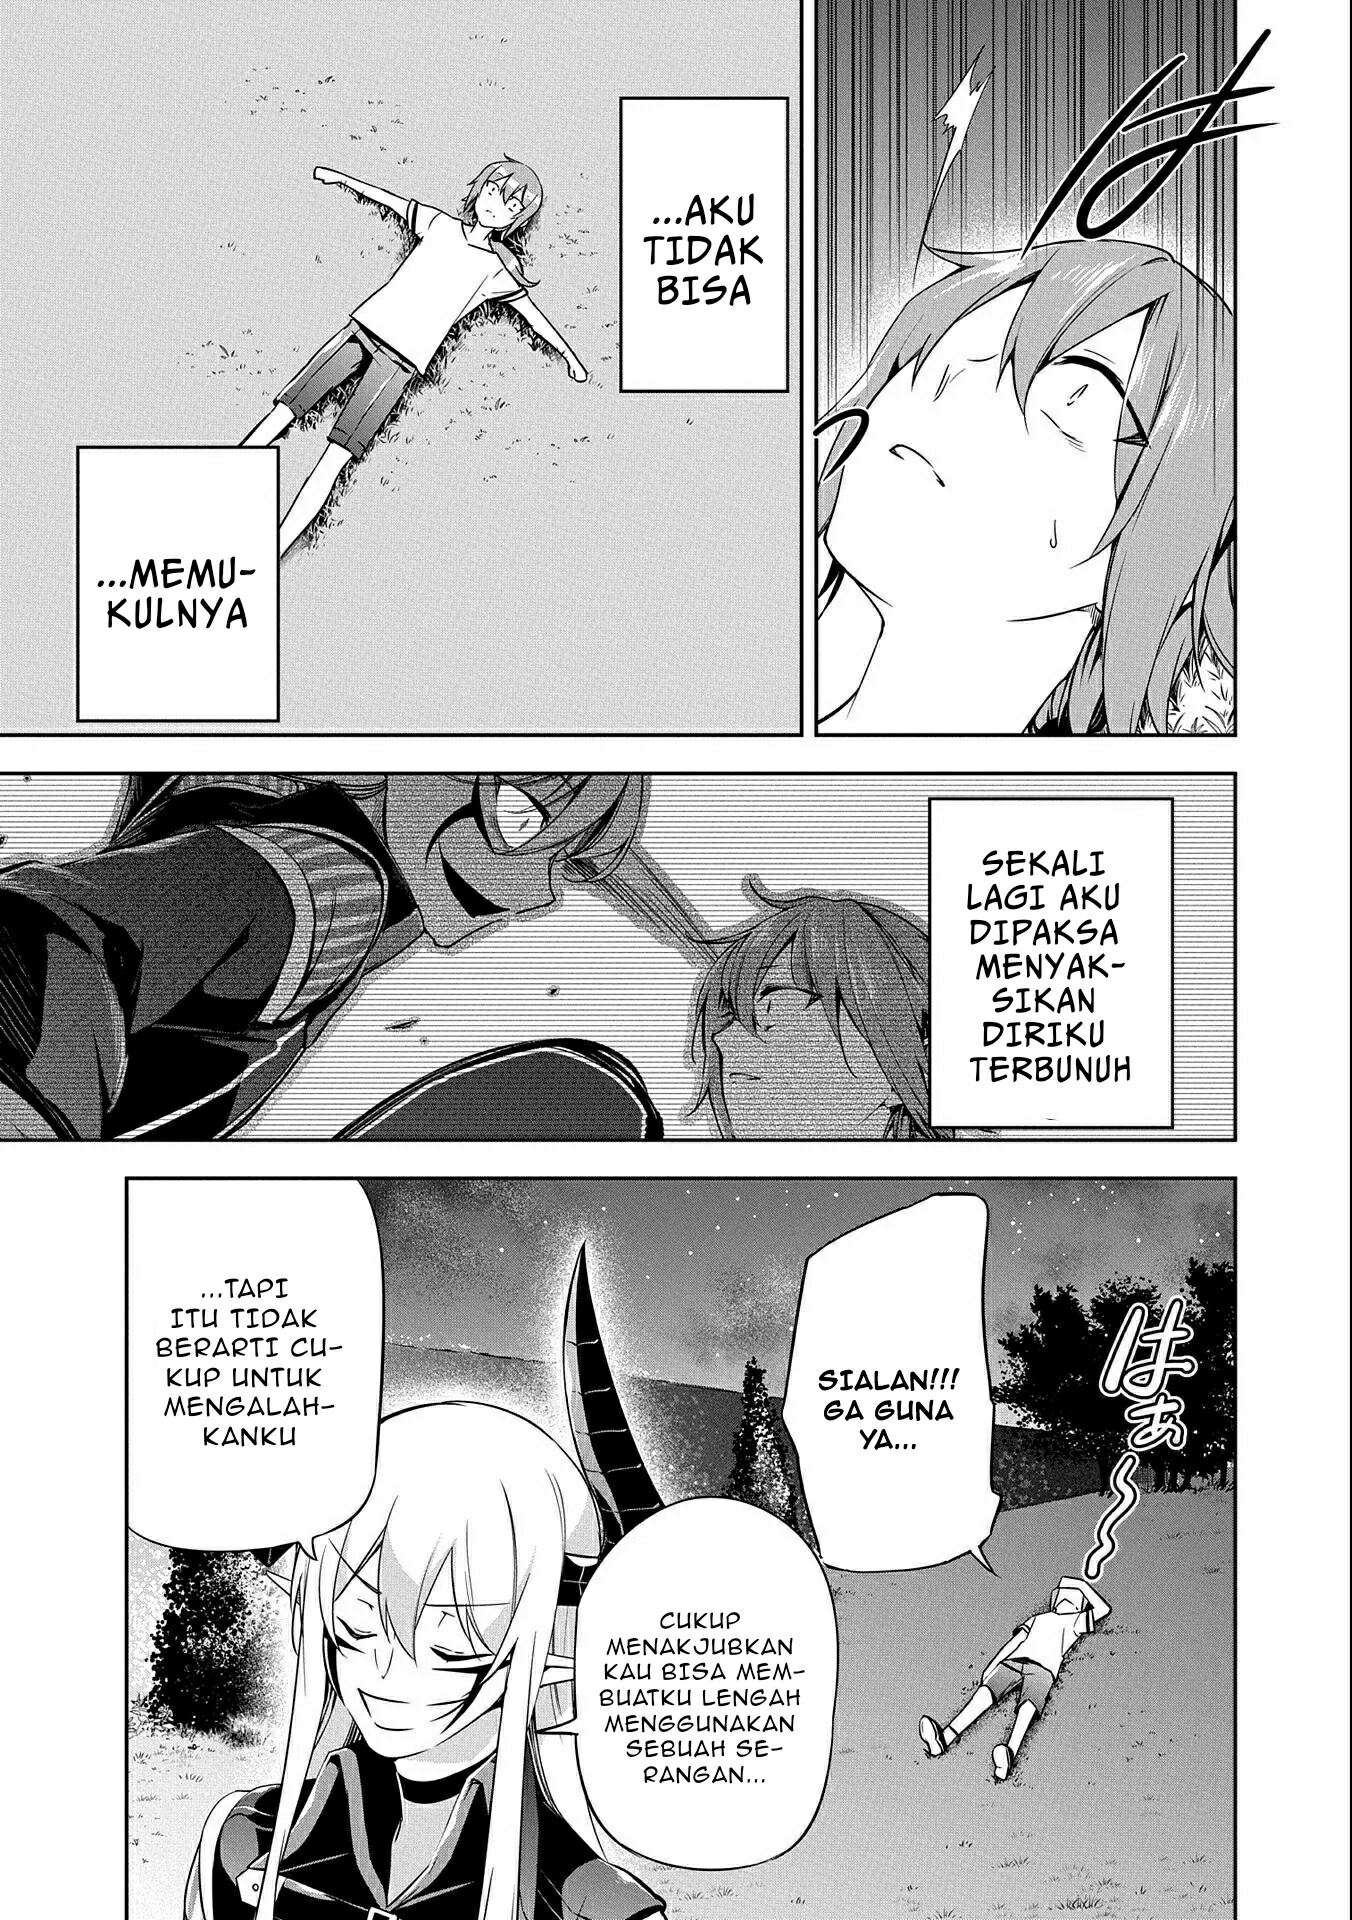 ...AKU
TIDAK
BISA
...MEMU-
KULNYA
SEKALI
LAGI AKU
DIPAKSA
MENYAK-
SIKAN
DIRIKU
TERBUNUH
SIALAN!!!
GA GUNA
YA...
はぁ～～
CUKUP
MENAKJUBKAN
KAU BISA MEM-
BUATKU LENGAH
MENGGUNAKAN
SEBUAH SE-
RANGAN...
...TAPI
ITU TIDAK
BERARTI CU-
KUP UNTUK
MENGALAH-
KANKU